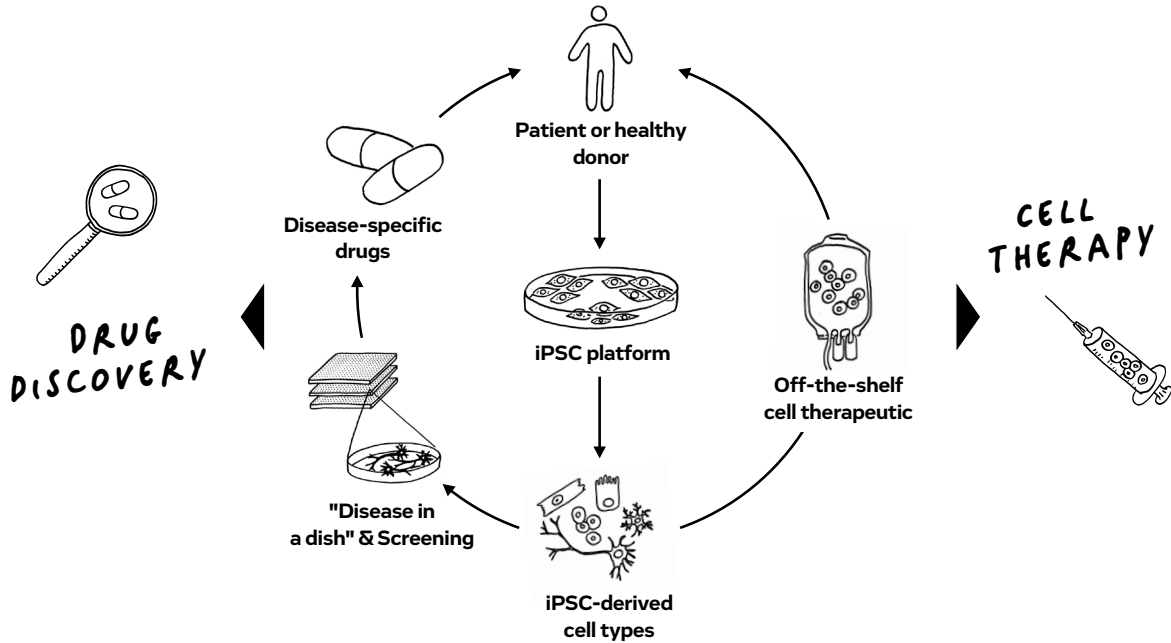 Patient or healthy
donor
Disease-specific
drugs
CELL
THERAPY
DRUG
DISCOVERY
iPSC platform
Off-the-shelf
cell therapeutic
"Disease in
a dish" & Screening
iPSC-derived
cell types